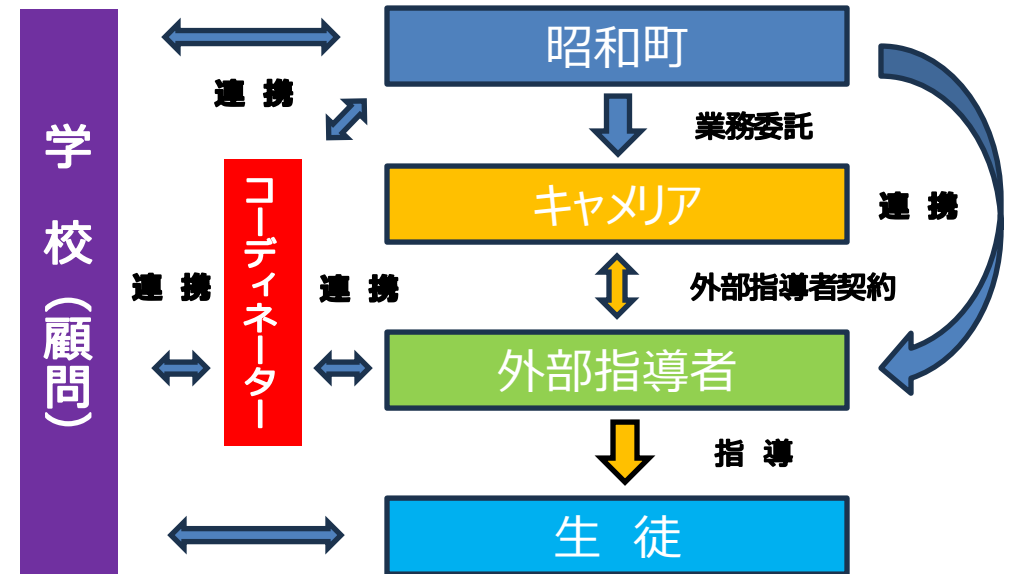 昭和町
連 携
業務委託
学 校(顧問)
コーディネーター
キャメリア
連 携
連 携
連 携
外部指導者契約
外部指導者
指 導
生 徒